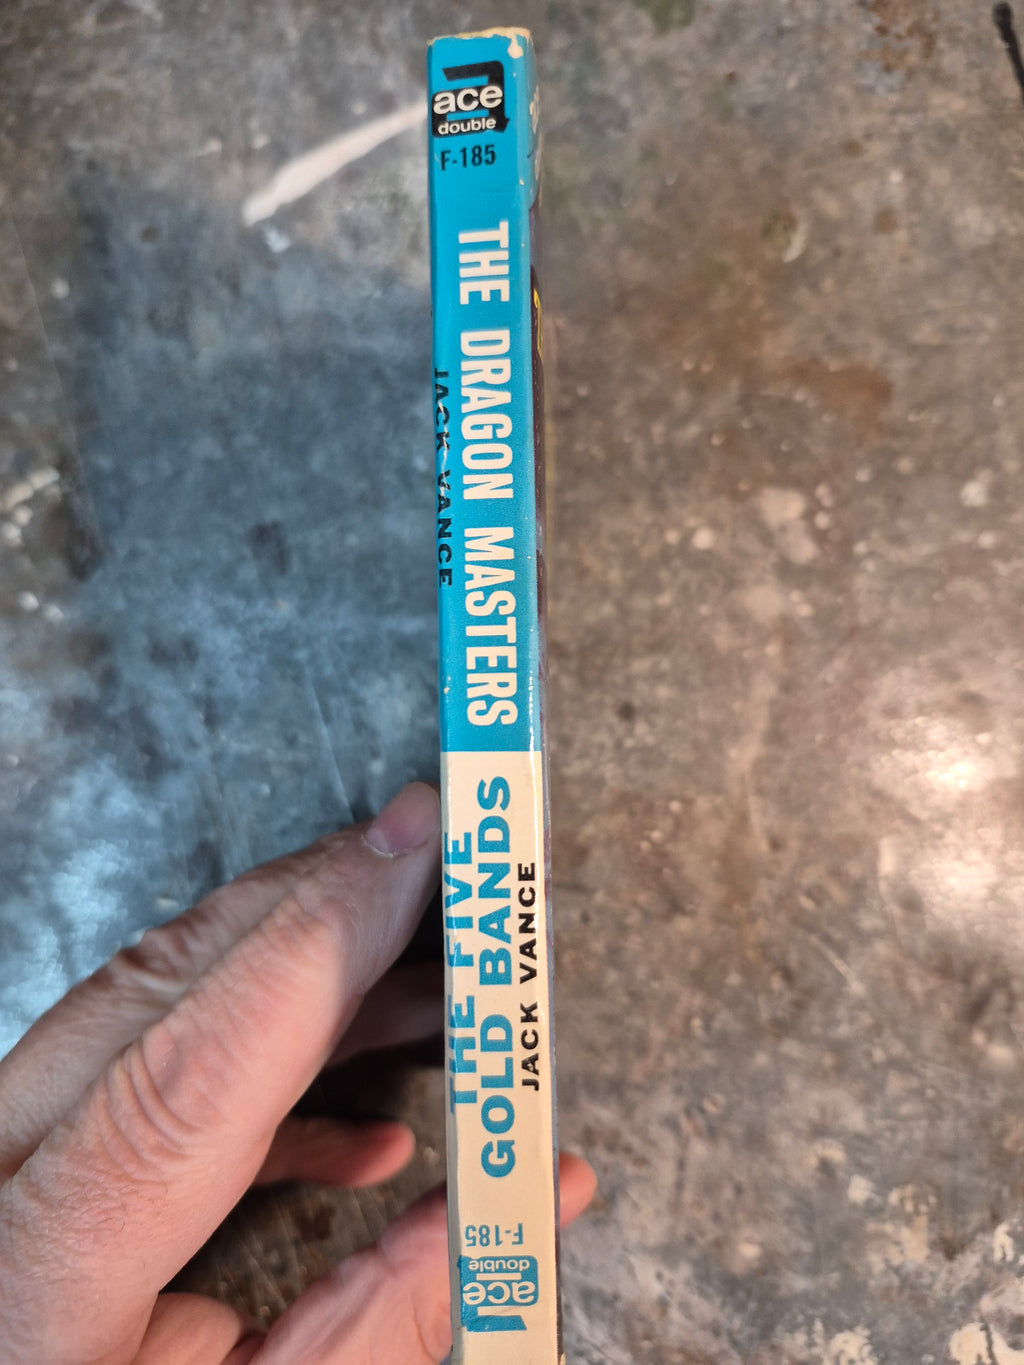 ace
double
F-185
THE DRAGON MASTERS
JACK VANCE
THE FIVE
GOLD BANDS
JACK VANCE
F-185
ace
double